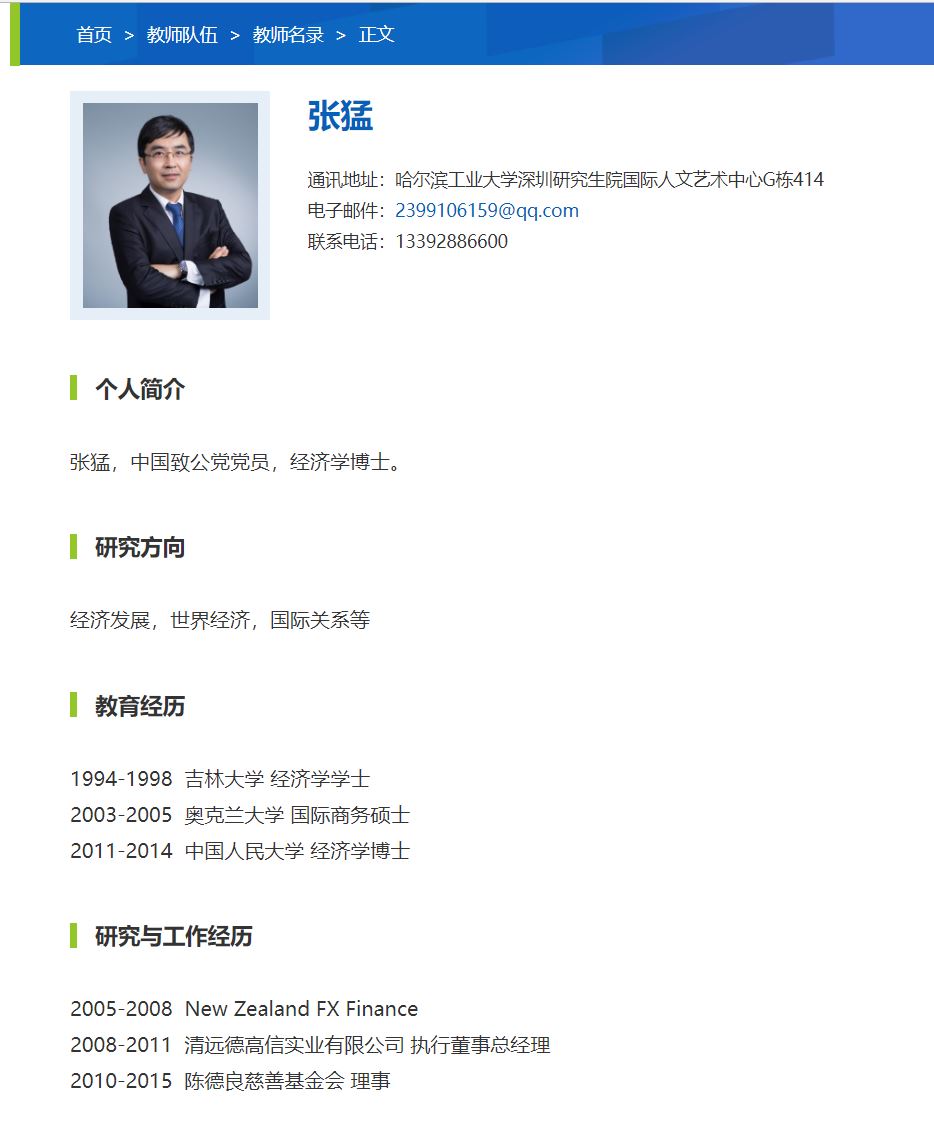 首页 > 教师队伍 > 教师名录 > 正文
张猛
通讯地址：哈尔滨工业大学深圳研究生院国际人文艺术中心G栋414
电子邮件：2399106159@qq.com
联系电话：13392886600
个人简介
张猛，中国致公党党员，经济学博士。
研究方向
经济发展，世界经济，国际关系等
教育经历
1994-1998 吉林大学 经济学学士
2003-2005 奥克兰大学 国际商务硕士
2011-2014 中国人民大学 经济学博士
研究与工作经历
2005-2008 New Zealand FX Finance
2008-2011 清远德高信实业有限公司 执行董事总经理
2010-2015 陈德良慈善基金会 理事